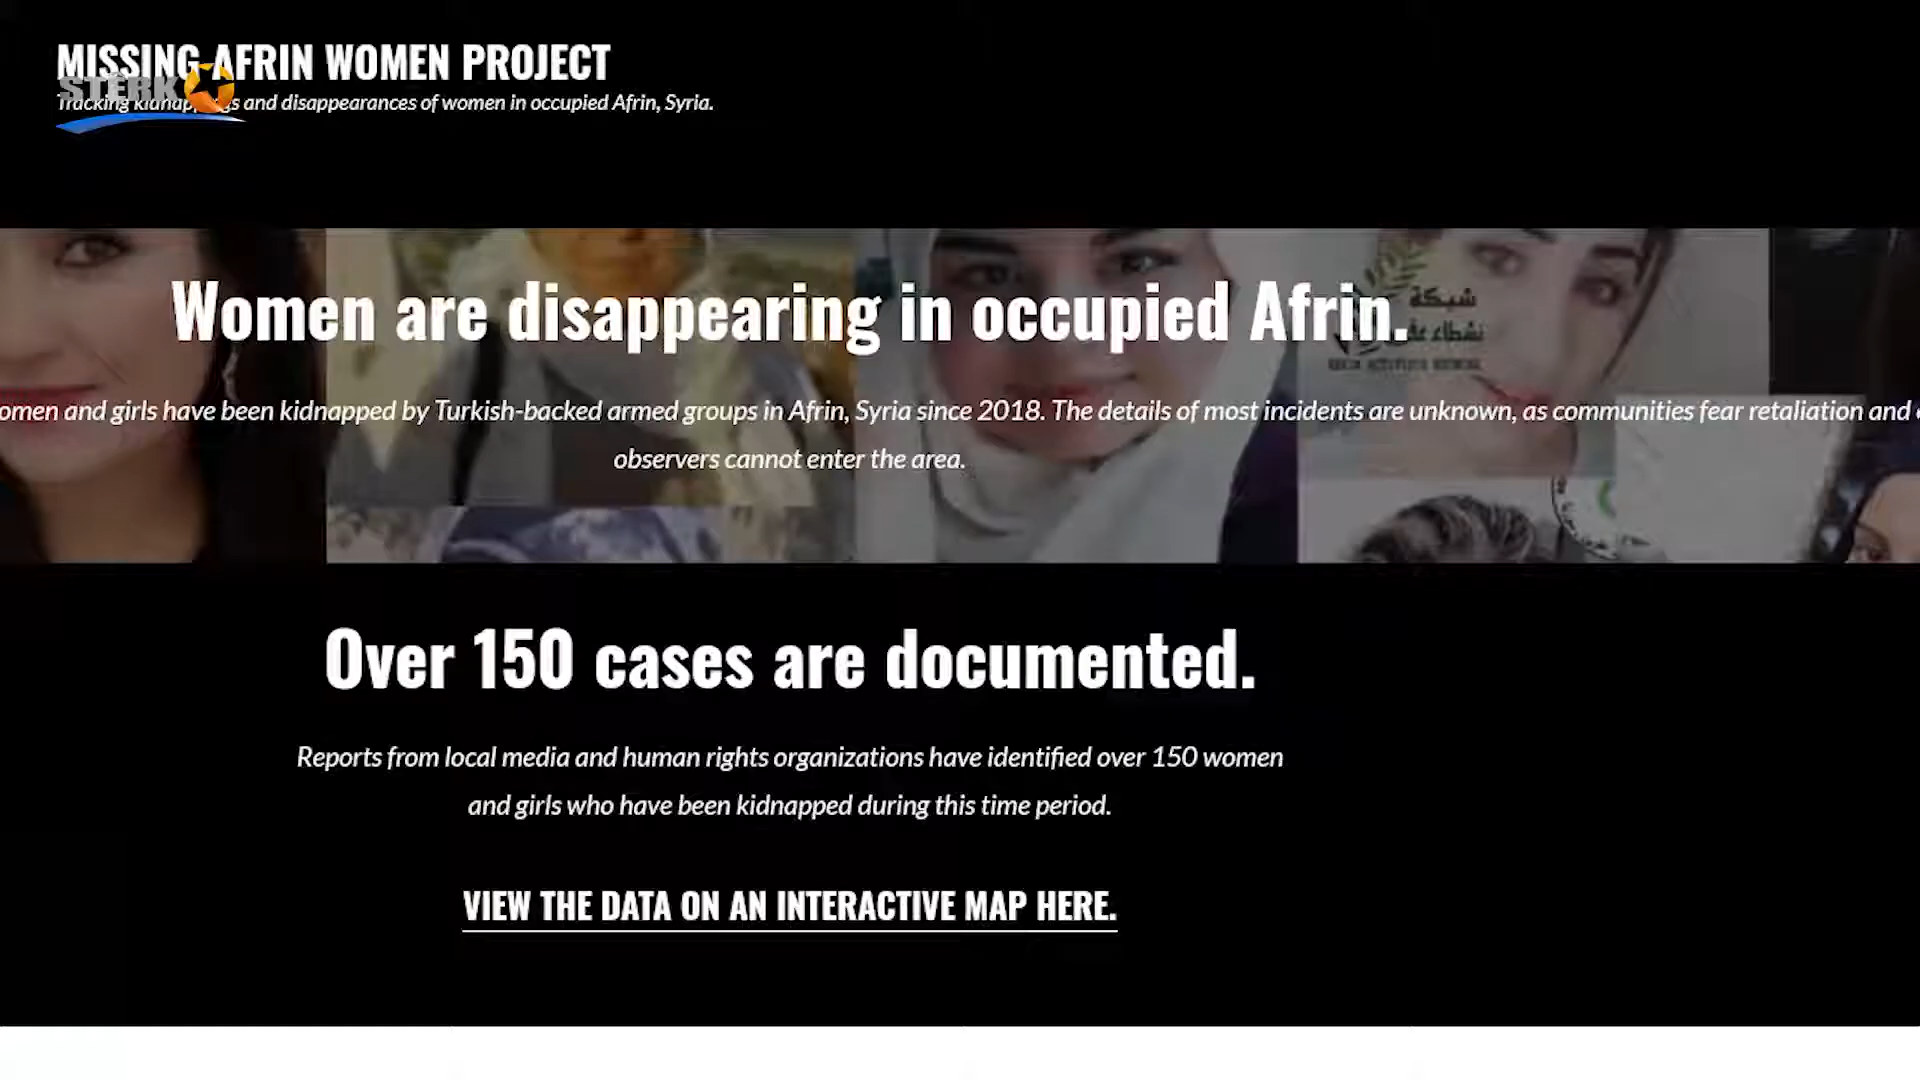 MISSING AFRIN WOMEN PROJECT
STÊRK
Tracking kidnappings and disappearances of women in occupied Afrin, Syria.
Women are disappearing in occupied Afrin.
شبكة
نشطاء
omen and girls have been kidnapped by Turkish-backed armed groups in Afrin, Syria since 2018. The details of most incidents are unknown, as communities fear retaliation and
observers cannot enter the area.
Over 150 cases are documented.
Reports from local media and human rights organizations have identified over 150 women
and girls who have been kidnapped during this time period.
VIEW THE DATA ON AN INTERACTIVE MAP HERE.